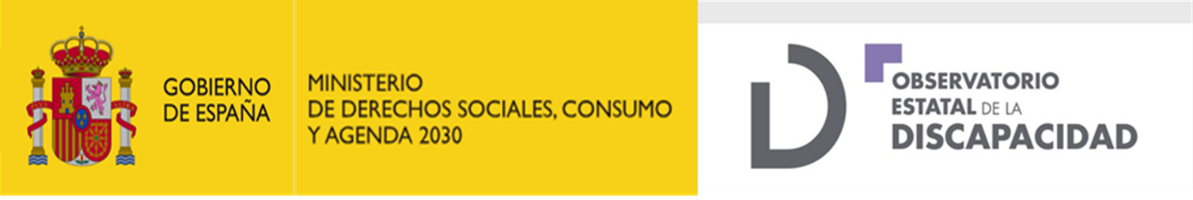 GOBIERNO
DE ESPAÑA
MINISTERIO
DE DERECHOS SOCIALES, CONSUMO
Y AGENDA 2030
OBSERVATORIO
ESTATAL DE LA
DISCAPACIDAD